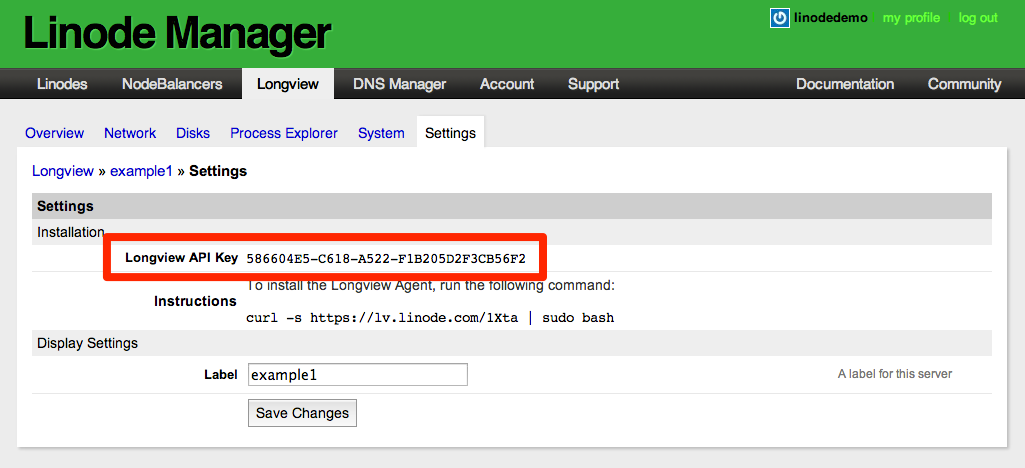 Linode Manager
linodedemo my profile log out
Linodes NodeBalancers Longview DNS Manager Account Support Documentation Community
Overview Network Disks Process Explorer System Settings
Longview » example1 » Settings
Settings
Installation
Longview API Key 586604E5-C618-A522-F1B205D2F3CB56F2
To install the Longview Agent, run the following command:
Instructions
curl -s https://lv.linode.com/lXta | sudo bash
Display Settings
Label example1 A label for this server
Save Changes